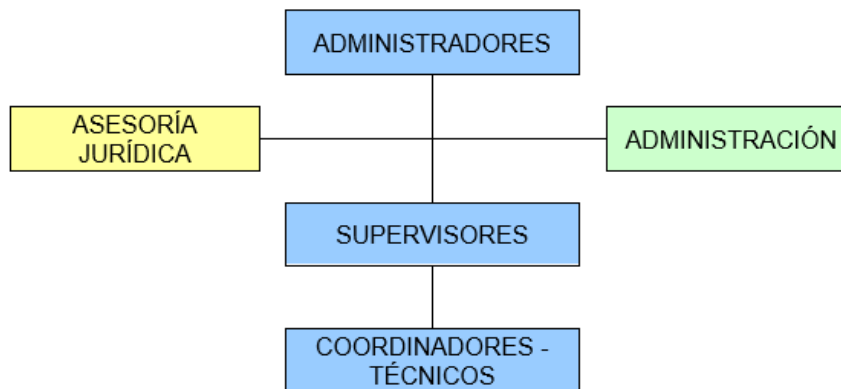 ADMINISTRADORES
ASESORÍA
JURÍDICA
ADMINISTRACIÓN
SUPERVISORES
COORDINADORES -
TÉCNICOS